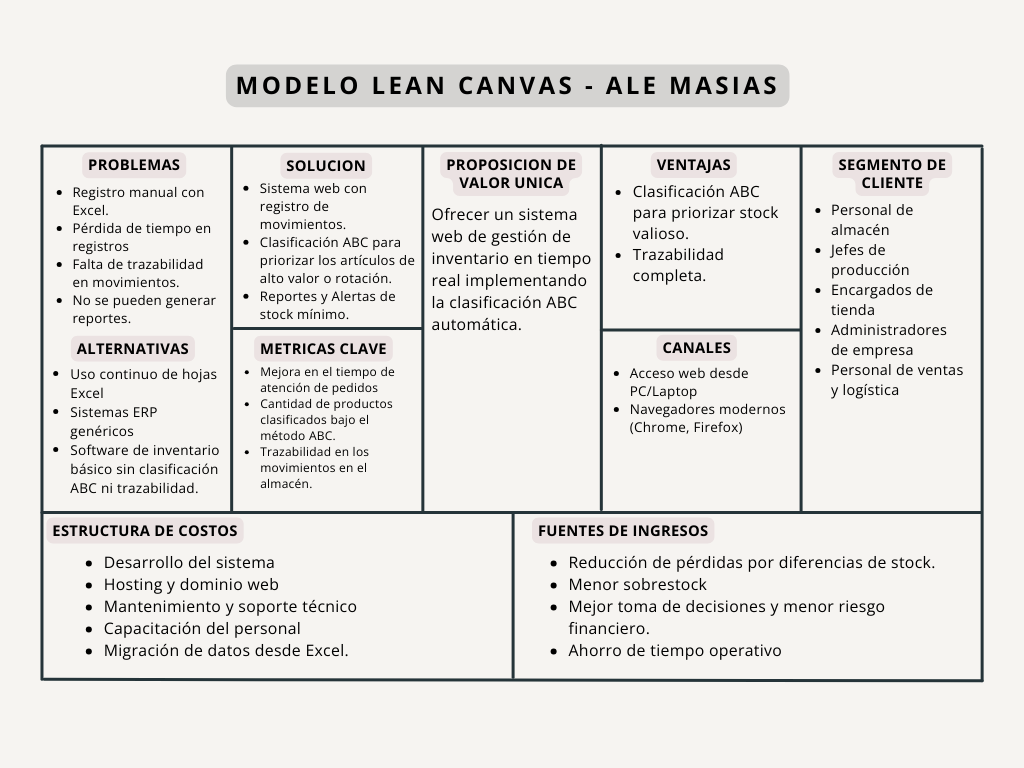 MODELO LEAN CANVAS - ALE MASIAS
PROBLEMAS
• Registro manual con
Excel.
• Pérdida de tiempo en
registros
• Falta de trazabilidad
en movimientos.
• No se pueden generar
reportes.
ALTERNATIVAS
• Uso continuo de hojas
Excel
• Sistemas ERP
genéricos
• Software de inventario
básico sin clasificación
ABC ni trazabilidad.
SOLUCION
• Sistema web con
registro de
movimientos.
• Clasificación ABC para
priorizar los artículos de
alto valor o rotación.
• Reportes y Alertas de
stock mínimo.
METRICAS CLAVE
• Mejora en el tiempo de
atención de pedidos
• Cantidad de productos
clasificados bajo el
método ABC.
• Trazabilidad en los
movimientos en el
almacén.
PROPOSICION DE
VALOR UNICA
Ofrecer un sistema
web de gestión de
inventario en tiempo
real implementando
la clasificación ABC
automática.
VENTAJAS
• Clasificación ABC
para priorizar stock
valioso.
• Trazabilidad
completa.
CANALES
• Acceso web desde
PC/Laptop
• Navegadores modernos
(Chrome, Firefox)
SEGMENTO DE
CLIENTE
• Personal de
almacén
• Jefes de
producción
• Encargados de
tienda
• Administradores
de empresa
• Personal de ventas
y logística
ESTRUCTURA DE COSTOS
• Desarrollo del sistema
• Hosting y dominio web
• Mantenimiento y soporte técnico
• Capacitación del personal
• Migración de datos desde Excel.
FUENTES DE INGRESOS
• Reducción de pérdidas por diferencias de stock.
• Menor sobrestock
• Mejor toma de decisiones y menor riesgo
financiero.
• Ahorro de tiempo operativo